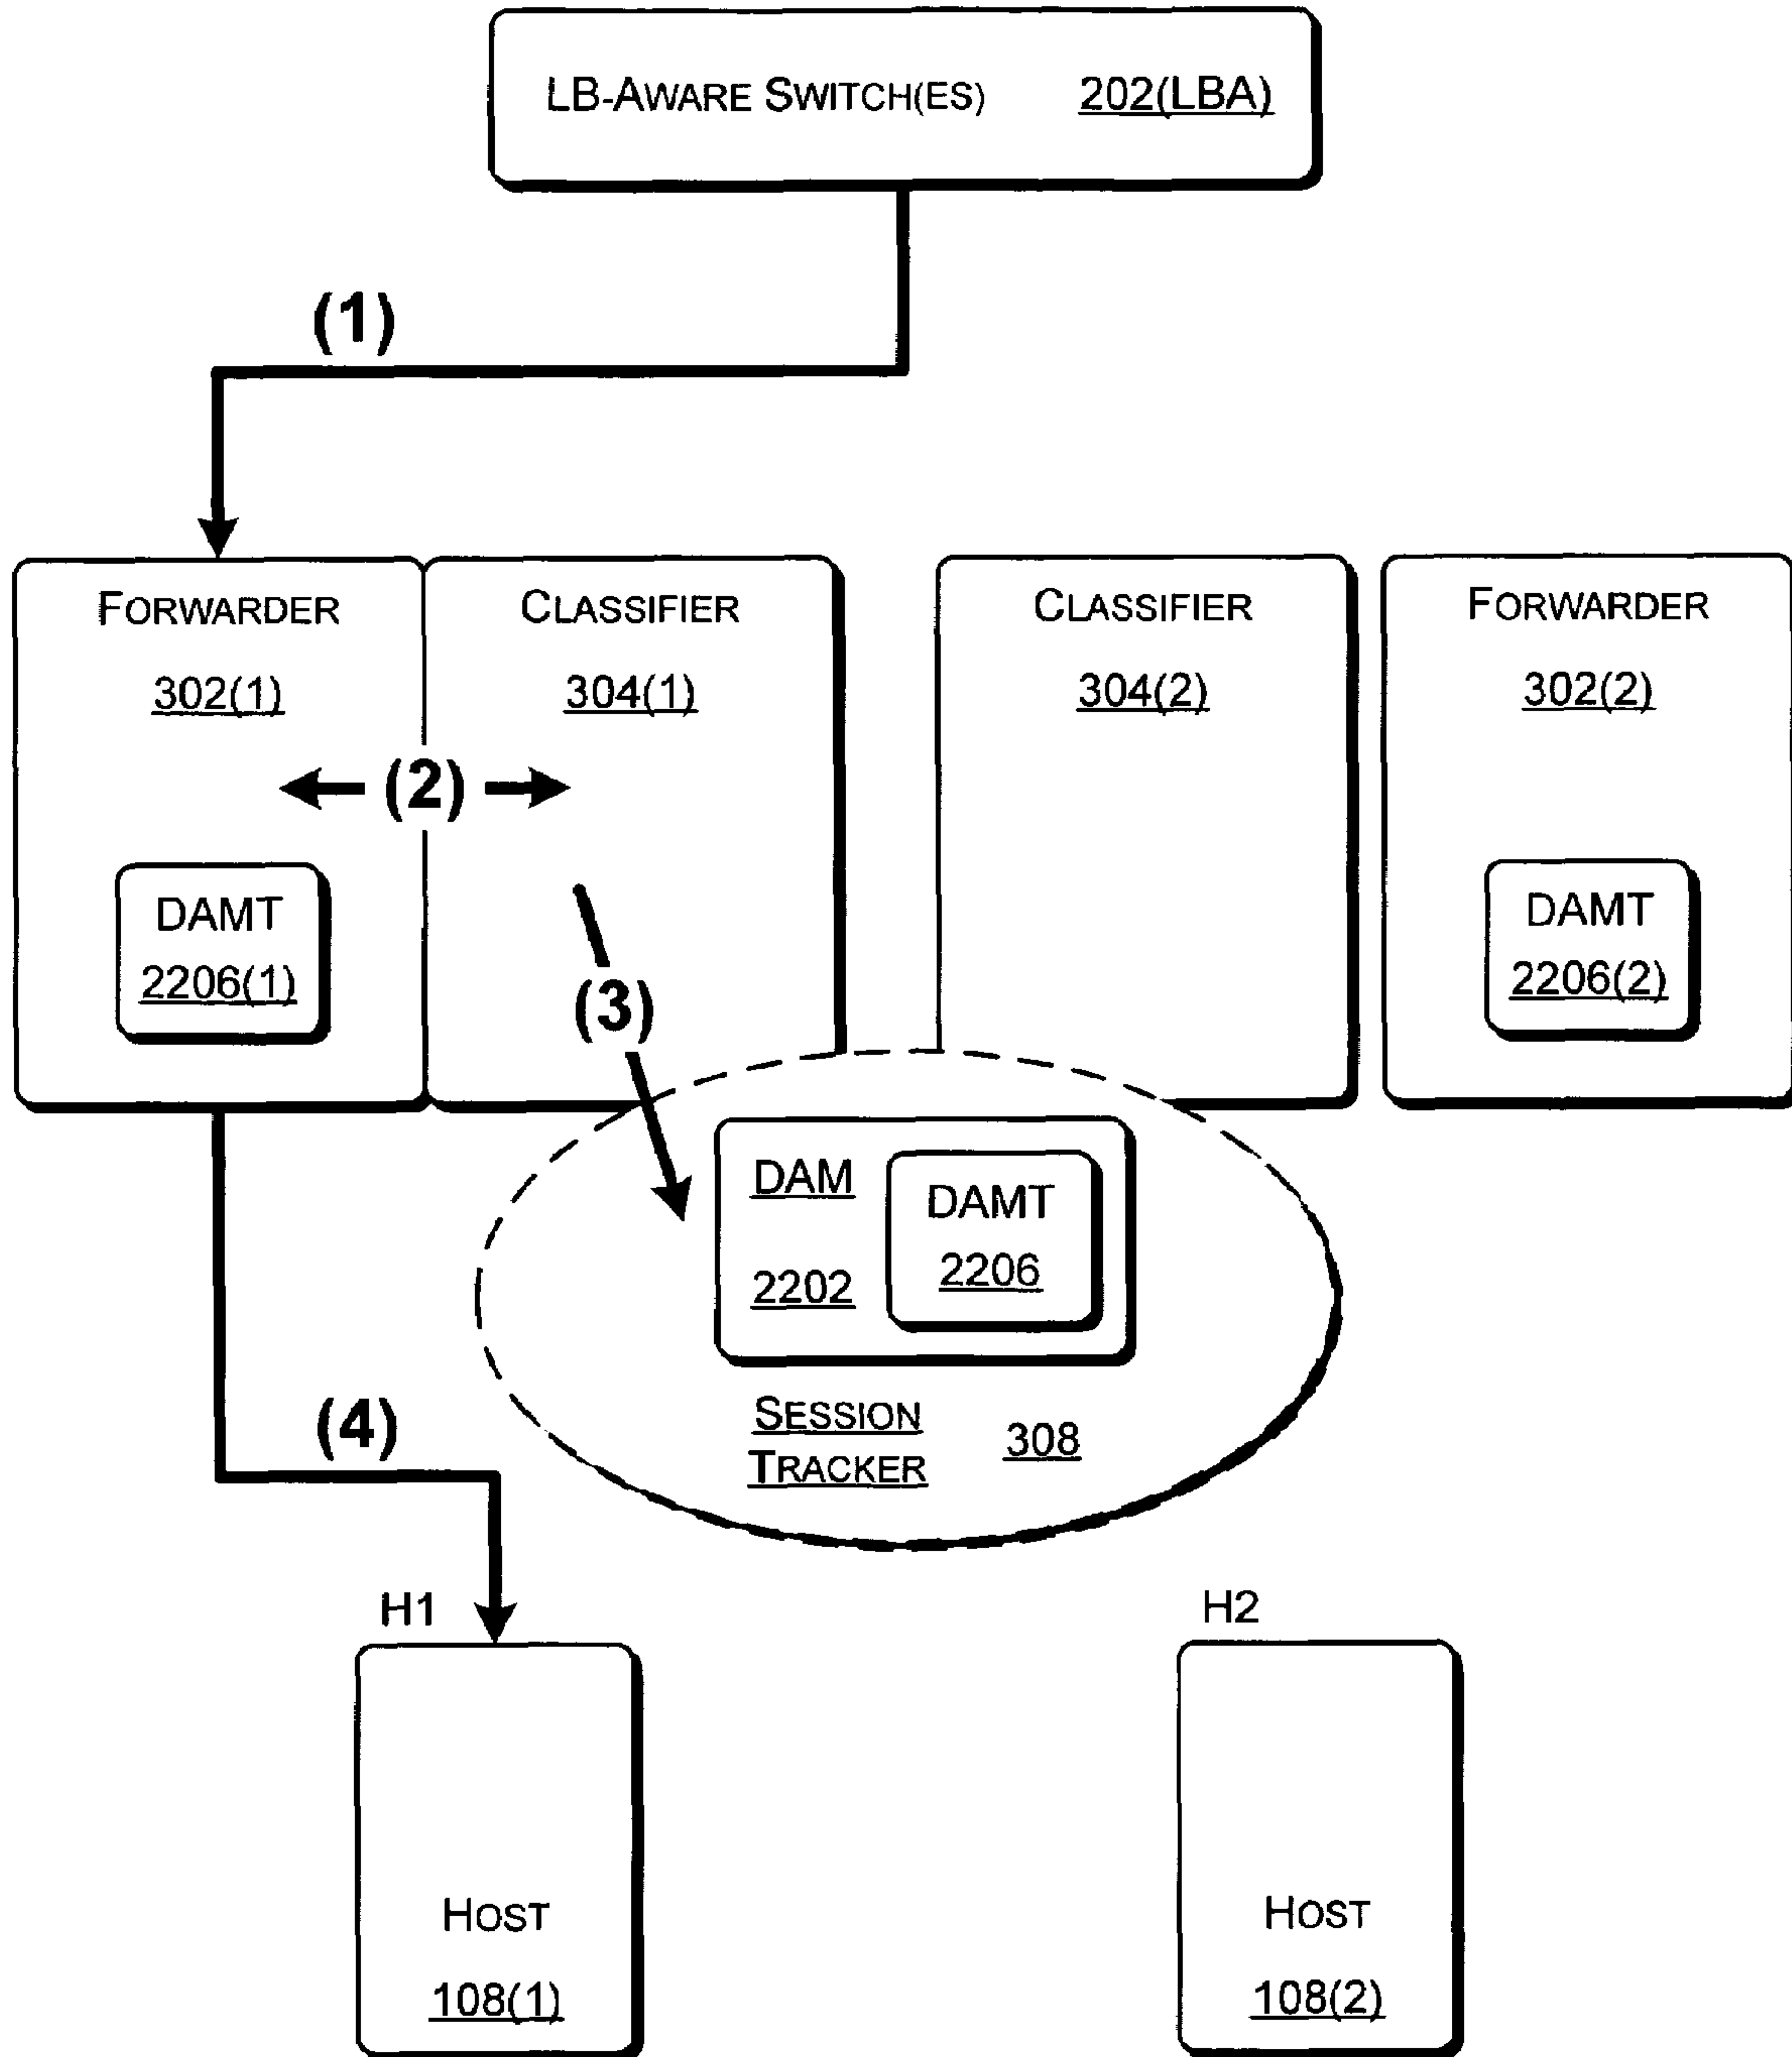 LB-AWARE SWITCH(ES) 202(LBA)
(1)
FORWARDER
302(1)
CLASSIFIER
304(1)
CLASSIFIER
304(2)
FORWARDER
302(2)
(2)
DAMT
2206(1)
(3)
DAMT
2206(2)
DAM
2202
DAMT
2206
SESSION
TRACKER
308
(4)
H1
H2
HOST
108(1)
HOST
108(2)